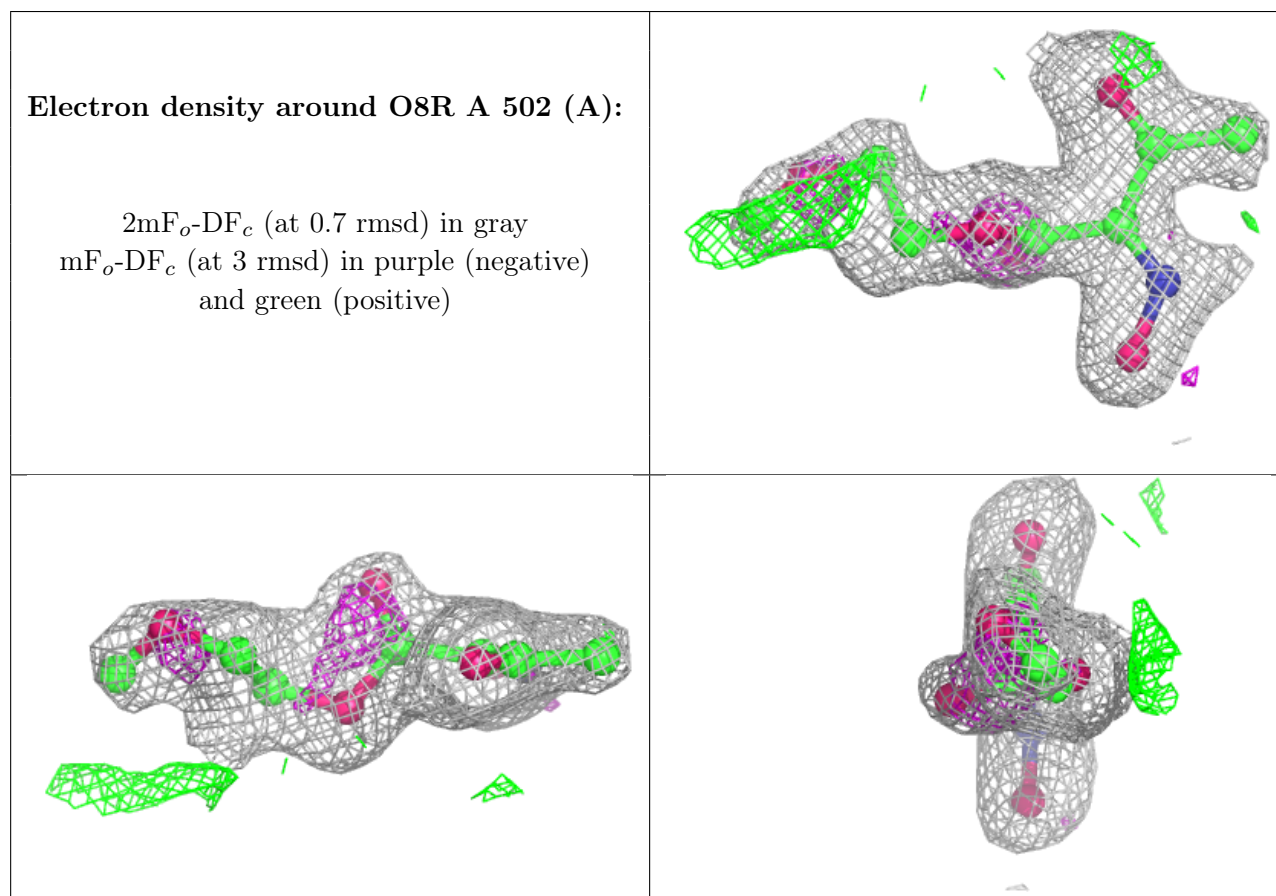 Electron density around O8R A 502 (A):
2mFo-DFc (at 0.7 rmsd) in gray
mFo-DFc (at 3 rmsd) in purple (negative)
and green (positive)